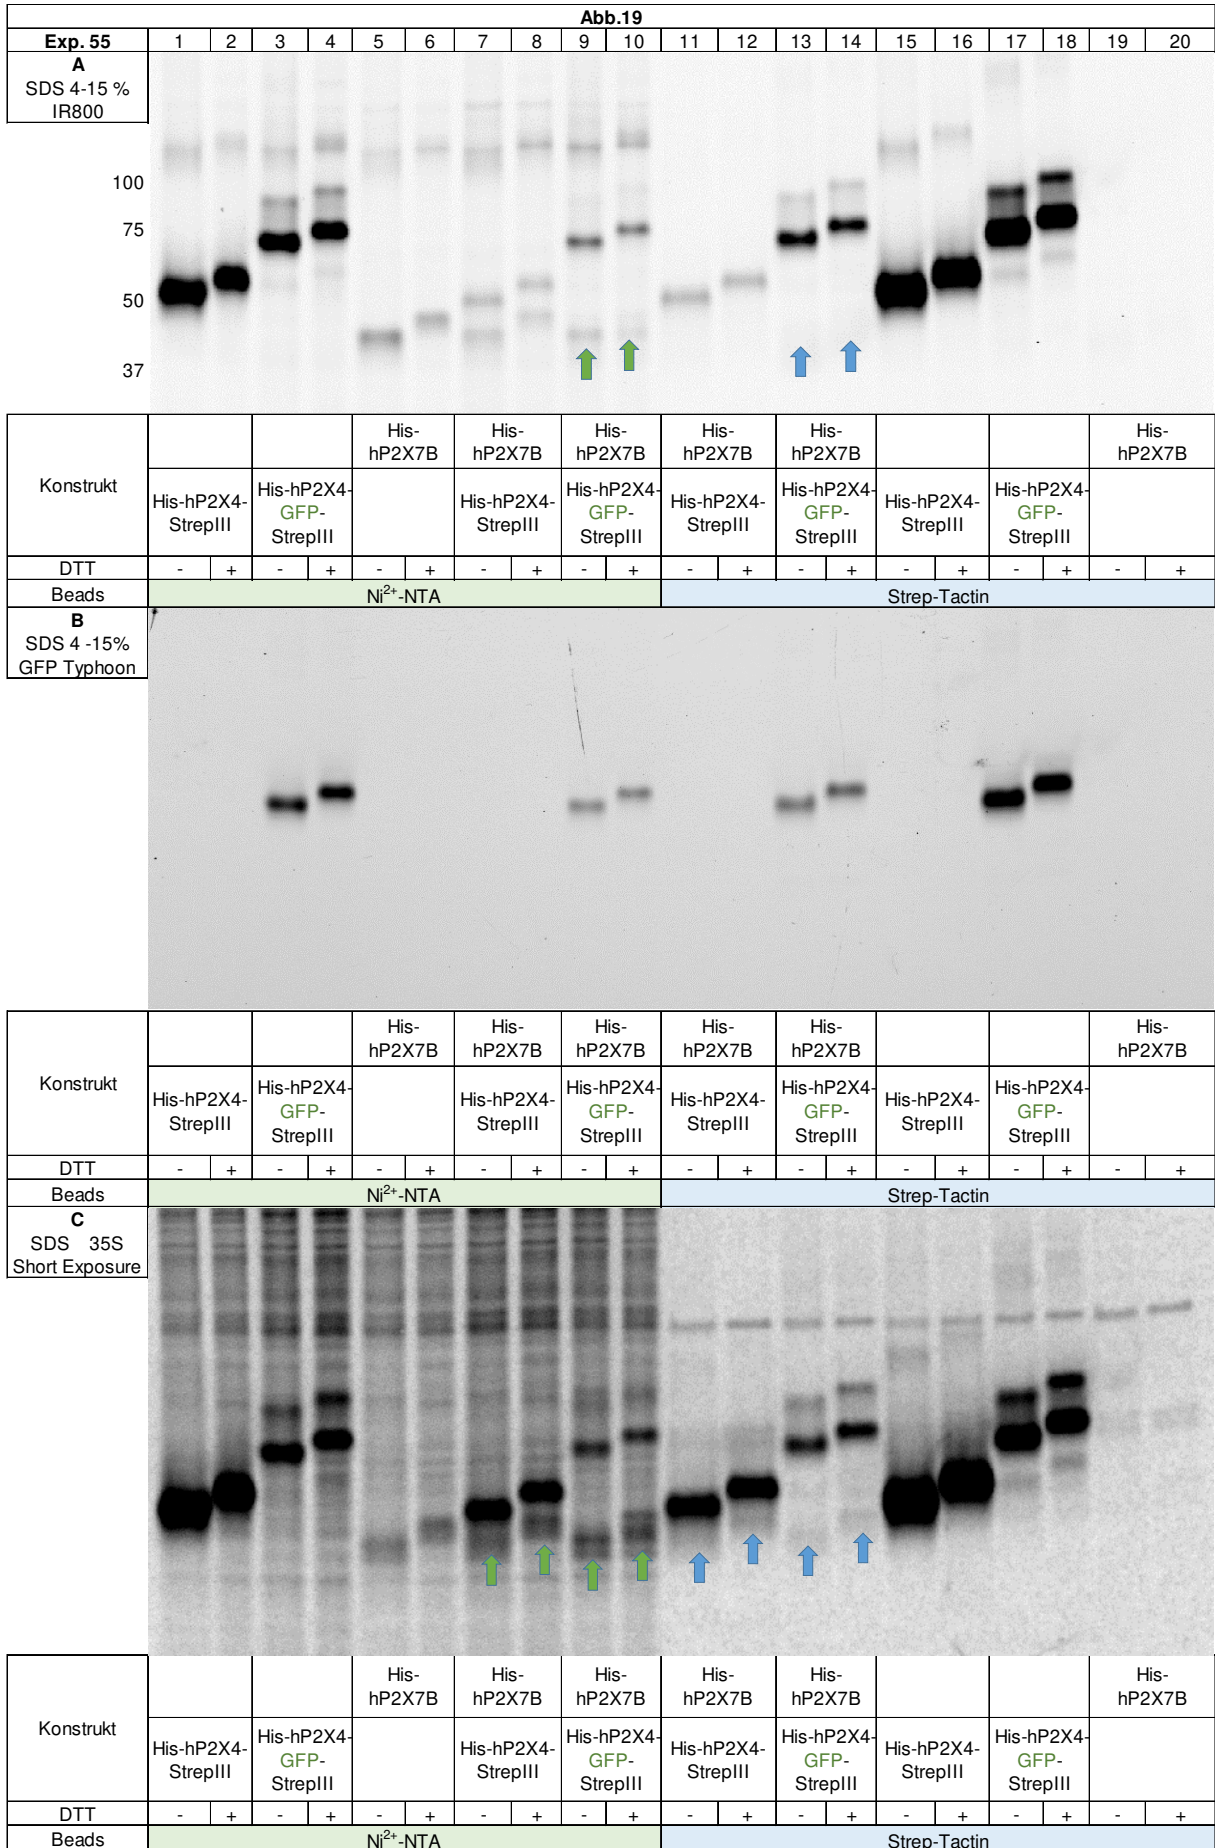 Abb.19
Exp. 55 1 2 3 4 5 6 7 8 9 10 11 12 13 14 15 16 17 18 19 20
A
SDS 4-15 %
IR800
100
75
50
37
His- His- His- His- His- His-
hP2X7B hP2X7B hP2X7B hP2X7B hP2X7B hP2X7B
Konstrukt
His-hP2X4- His-hP2X4- His-hP2X4- His-hP2X4- His-hP2X4- His-hP2X4- His-hP2X4- His-hP2X4-
StrepIII GFP- StrepIII GFP- StrepIII GFP- StrepIII GFP-
StrepIII StrepIII StrepIII StrepIII
DTT - + - + - + - + - + - + - + - + - + - +
Beads Ni²⁺-NTA Strep-Tactin
B
SDS 4 -15%
GFP Typhoon
His- His- His- His- His- His-
hP2X7B hP2X7B hP2X7B hP2X7B hP2X7B hP2X7B
Konstrukt
His-hP2X4- His-hP2X4- His-hP2X4- His-hP2X4- His-hP2X4- His-hP2X4- His-hP2X4- His-hP2X4-
StrepIII GFP- StrepIII GFP- StrepIII GFP- StrepIII GFP-
StrepIII StrepIII StrepIII StrepIII
DTT - + - + - + - + - + - + - + - + - + - +
Beads Ni²⁺-NTA Strep-Tactin
C
SDS 35S
Short Exposure
His- His- His- His- His- His-
hP2X7B hP2X7B hP2X7B hP2X7B hP2X7B hP2X7B
Konstrukt
His-hP2X4- His-hP2X4- His-hP2X4- His-hP2X4- His-hP2X4- His-hP2X4- His-hP2X4- His-hP2X4-
StrepIII GFP- StrepIII GFP- StrepIII GFP- StrepIII GFP-
StrepIII StrepIII StrepIII StrepIII
DTT - + - + - + - + - + - + - + - + - + - +
Beads Ni²⁺-NTA Strep-Tactin